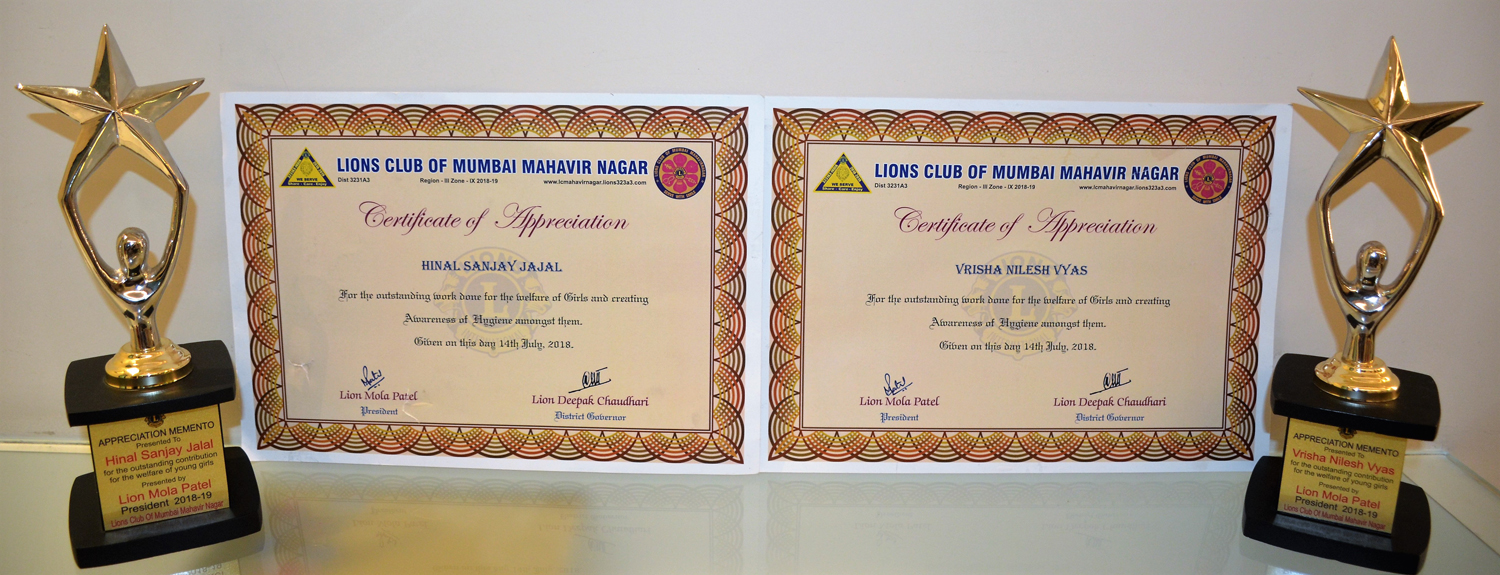 LIONS CLUB OF MUMBAI MAHAVIR NAGAR
Dist 3231A3 Region - III Zone - IX 2018-19 www.lcmahavirnagar.lions323a3.com
WE SERVE
Share - Care - Enjoy
Certificate of Appreciation
HINAL SANJAY JAJAL
For the outstanding work done for the welfare of Girls and creating
Awareness of Hygiene amongst them.
Given on this day 14th July, 2018.
Lion Mola Patel
President
Lion Deepak Chaudhari
District Governor
LIONS CLUB OF MUMBAI MAHAVIR NAGAR
Dist 3231A3 Region - III Zone - IX 2018-19 www.lcmahavirnagar.lions323a3.com
WE SERVE
Share - Care - Enjoy
Certificate of Appreciation
VRISHA NILESH VYAS
For the outstanding work done for the welfare of Girls and creating
Awareness of Hygiene amongst them.
Given on this day 14th July, 2018.
Lion Mola Patel
President
Lion Deepak Chaudhari
District Governor
APPRECIATION MEMENTO
Presented To
Hinal Sanjay Jalal
for the outstanding contribution
for the welfare of young girls
Presented by
Lion Mola Patel
President 2018-19
Lions Club Of Mumbai Mahavir Nagar
APPRECIATION MEMENTO
Presented To
Vrisha Nilesh Vyas
for the outstanding contribution
for the welfare of young girls
Presented by
Lion Mola Patel
President 2018-19
Lions Club Of Mumbai Mahavir Nagar